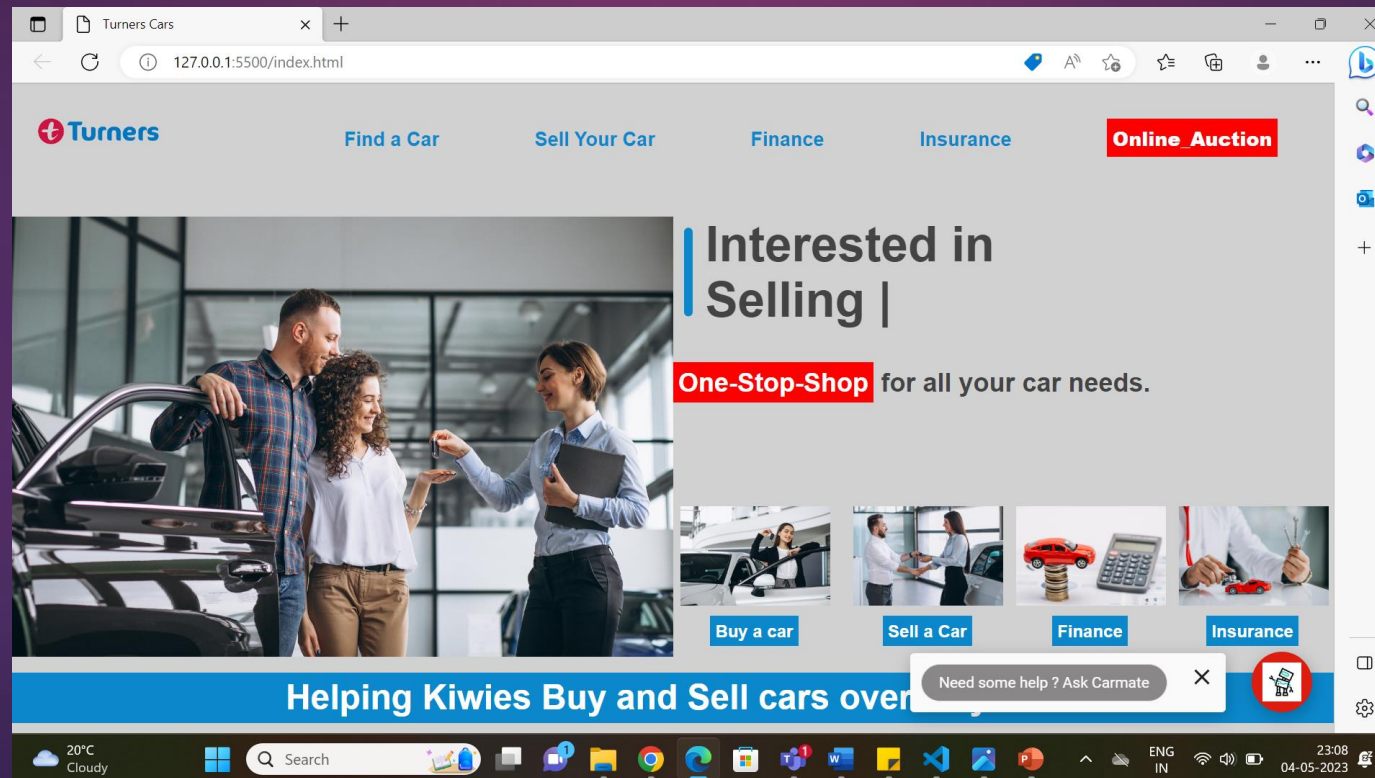 Turners Cars
127.0.0.1:5500/index.html
Turners
Find a Car
Sell Your Car
Finance
Insurance
Online_Auction
Interested in
Selling |
One-Stop-Shop for all your car needs.
Buy a car
Sell a Car
Finance
Insurance
Helping Kiwies Buy and Sell cars over
Need some help ? Ask Carmate
20°C
Cloudy
Search
ENG
IN
23:08
04-05-2023